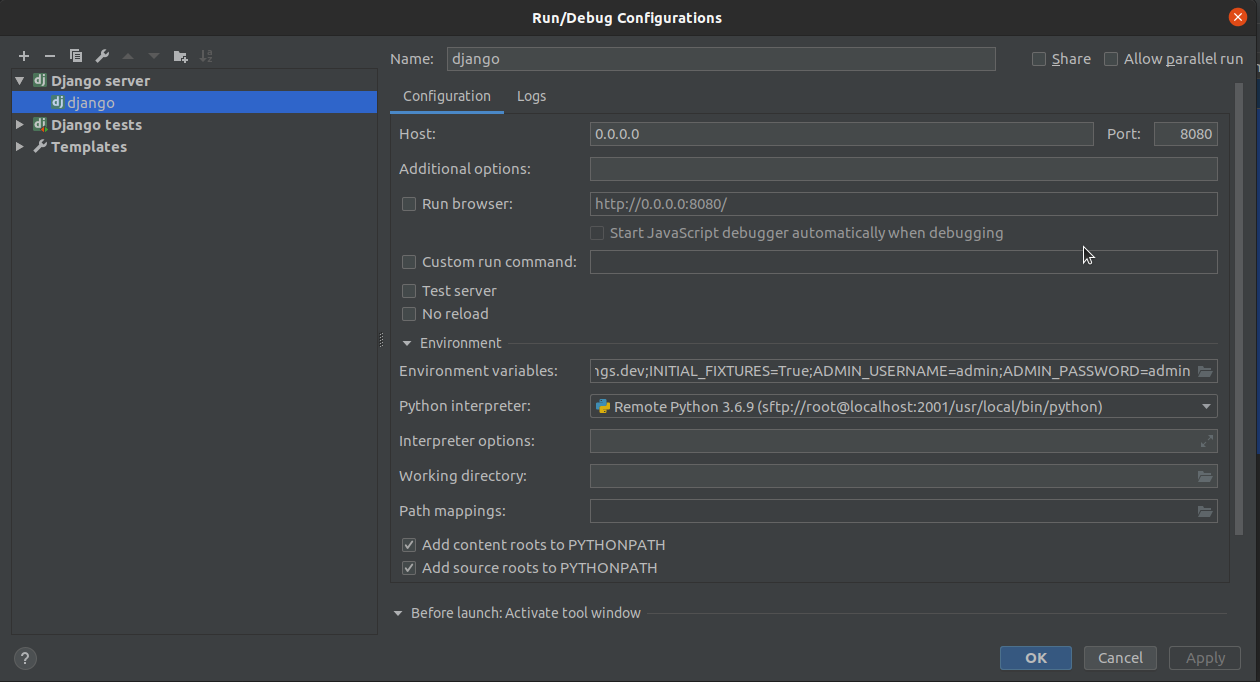 Run/Debug Configurations
Name: django Share Allow parallel run
Django server
django
Django tests
Templates
Configuration Logs
Host: 0.0.0.0 Port: 8080
Additional options:
Run browser: http://0.0.0.0:8080/
Start JavaScript debugger automatically when debugging
Custom run command:
Test server
No reload
Environment
Environment variables: ngs.dev;INITIAL_FIXTURES=True;ADMIN_USERNAME=admin;ADMIN_PASSWORD=admin
Python interpreter: Remote Python 3.6.9 (sftp://root@localhost:2001/usr/local/bin/python)
Interpreter options:
Working directory:
Path mappings:
Add content roots to PYTHONPATH
Add source roots to PYTHONPATH
Before launch: Activate tool window
? OK Cancel Apply